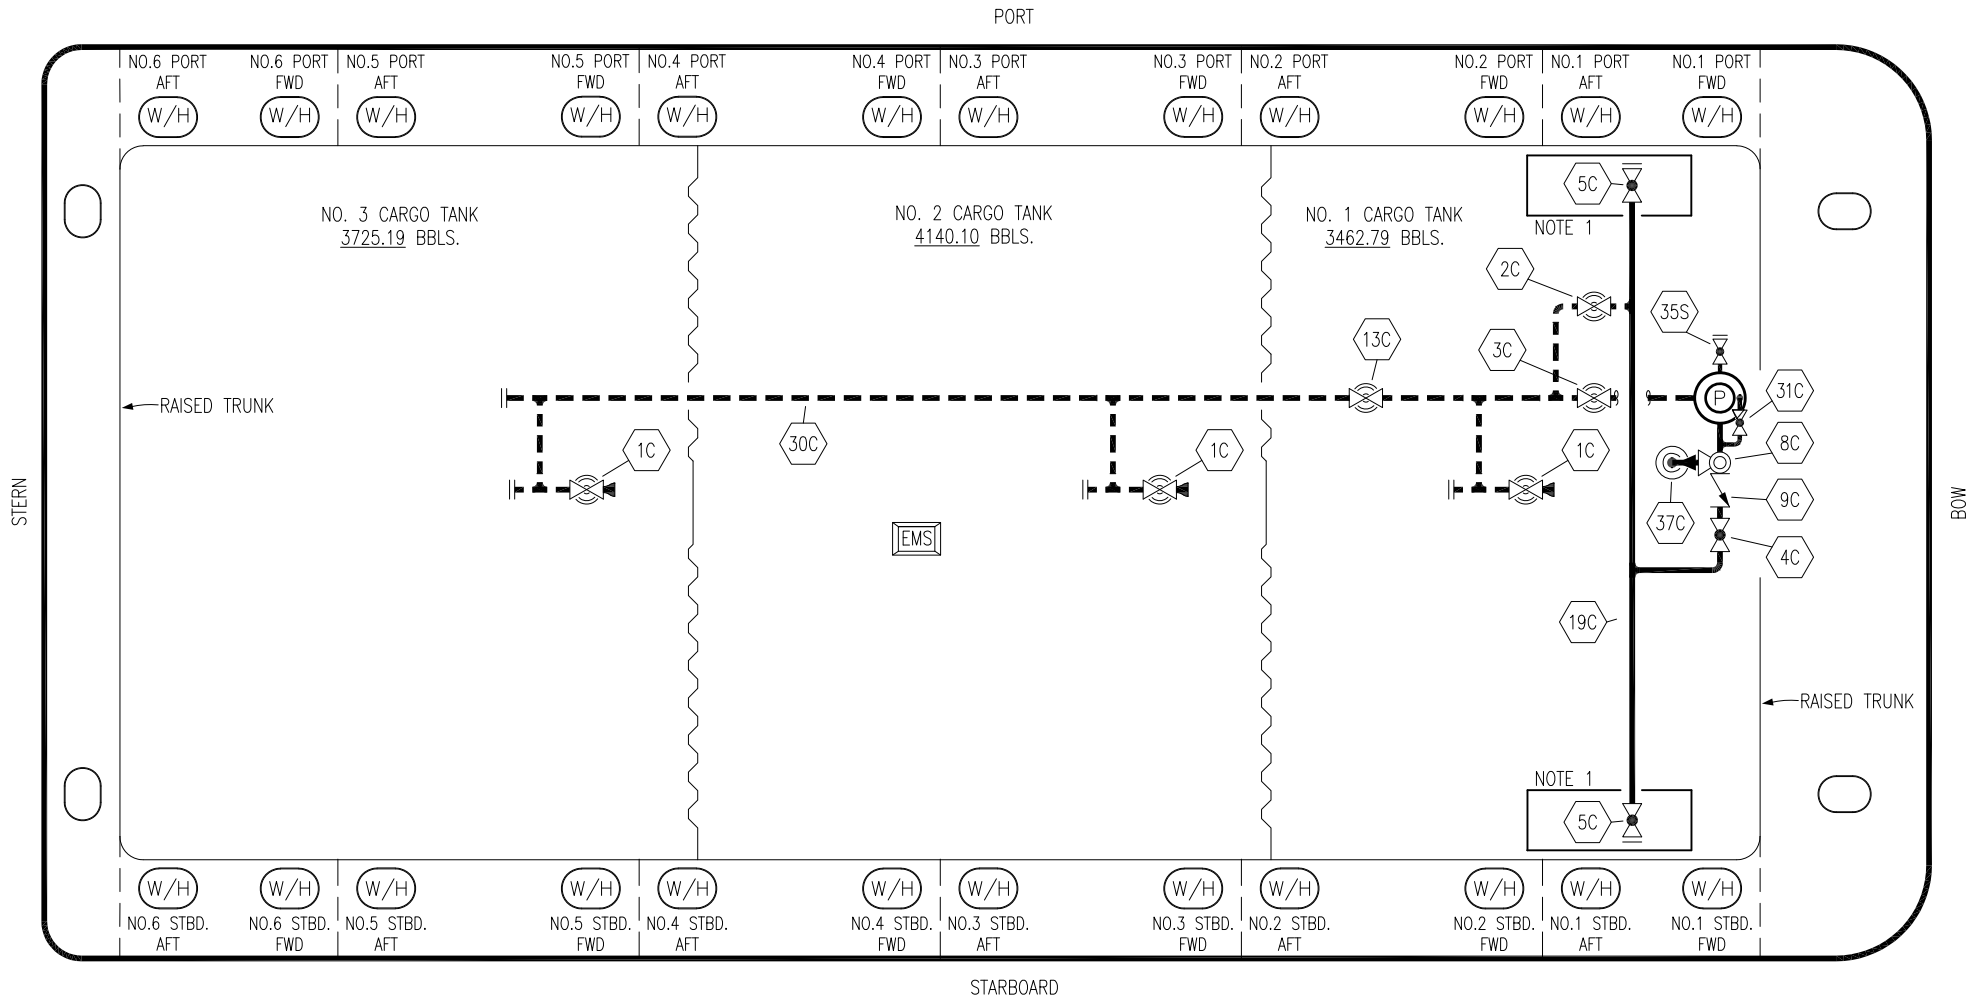 PORT
NO.6 PORT
AFT
NO.6 PORT
FWD
NO.5 PORT
AFT
NO.5 PORT
FWD
NO.4 PORT
AFT
NO.4 PORT
FWD
NO.3 PORT
AFT
NO.3 PORT
FWD
NO.2 PORT
AFT
NO.2 PORT
FWD
NO.1 PORT
AFT
NO.1 PORT
FWD
W/H
W/H
W/H
W/H
W/H
W/H
W/H
W/H
W/H
W/H
W/H
W/H
NO. 3 CARGO TANK
3725.19 BBLS.
NO. 2 CARGO TANK
4140.10 BBLS.
NO. 1 CARGO TANK
3462.79 BBLS.
5C
NOTE 1
2C
35S
13C
3C
31C
P
RAISED TRUNK
30C
1C
1C
1C
8C
9C
37C
4C
EMS
STERN
BOW
19C
RAISED TRUNK
NOTE 1
5C
W/H
W/H
W/H
W/H
W/H
W/H
W/H
W/H
W/H
W/H
W/H
W/H
NO.6 STBD.
AFT
NO.6 STBD.
FWD
NO.5 STBD.
AFT
NO.5 STBD.
FWD
NO.4 STBD.
AFT
NO.4 STBD.
FWD
NO.3 STBD.
AFT
NO.3 STBD.
FWD
NO.2 STBD.
AFT
NO.2 STBD.
FWD
NO.1 STBD.
AFT
NO.1 STBD.
FWD
STARBOARD